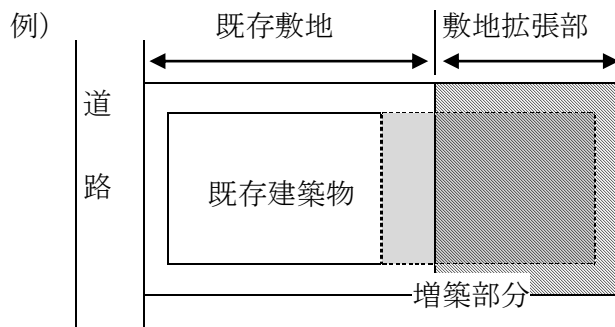 例）
既存敷地
敷地拡張部
道路
既存建築物
増築部分